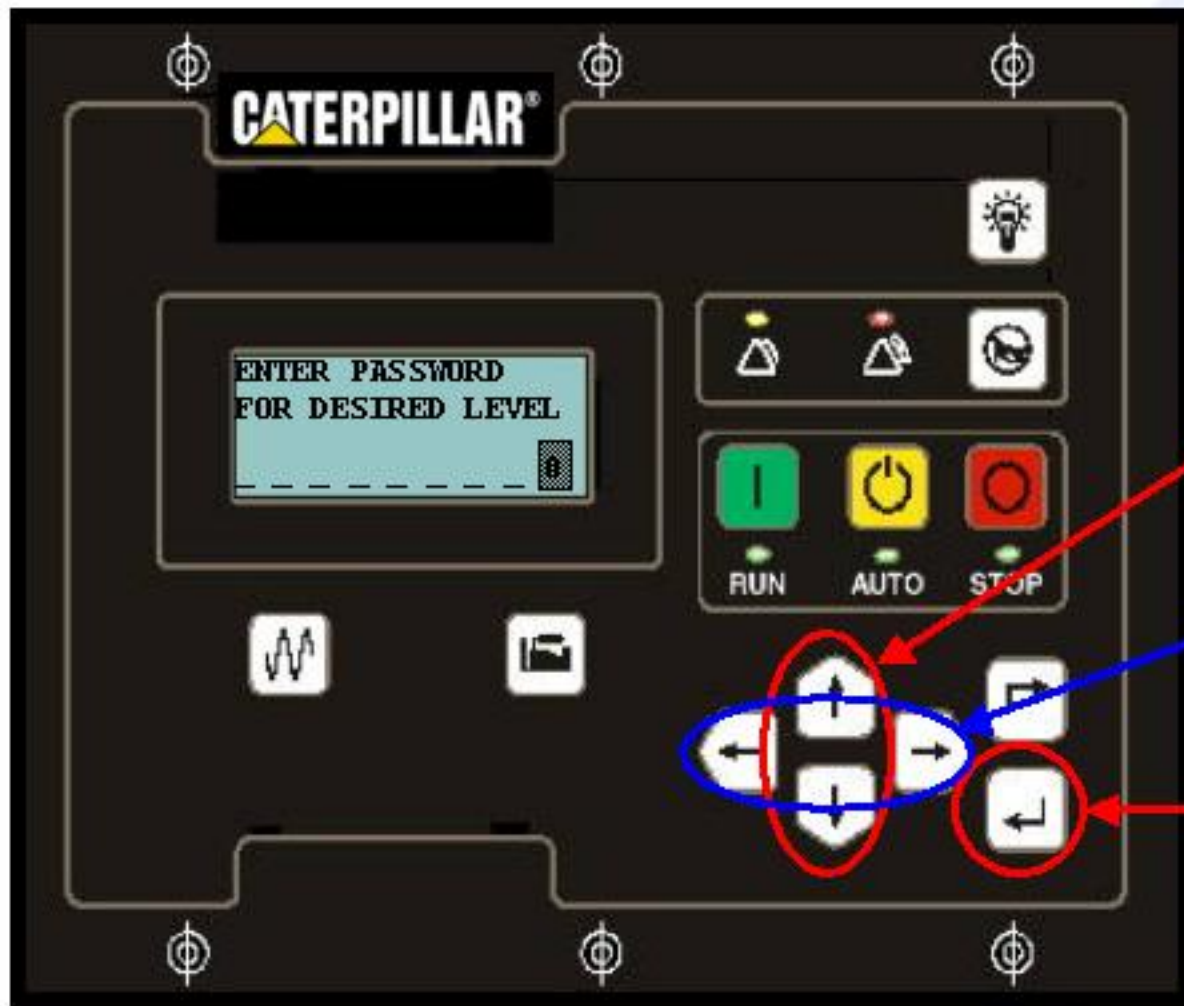 CATERPILLAR®
ENTER PASSWORD
FOR DESIRED LEVEL
_ _ _ _ _ _ _ _ 0
RUN AUTO STOP